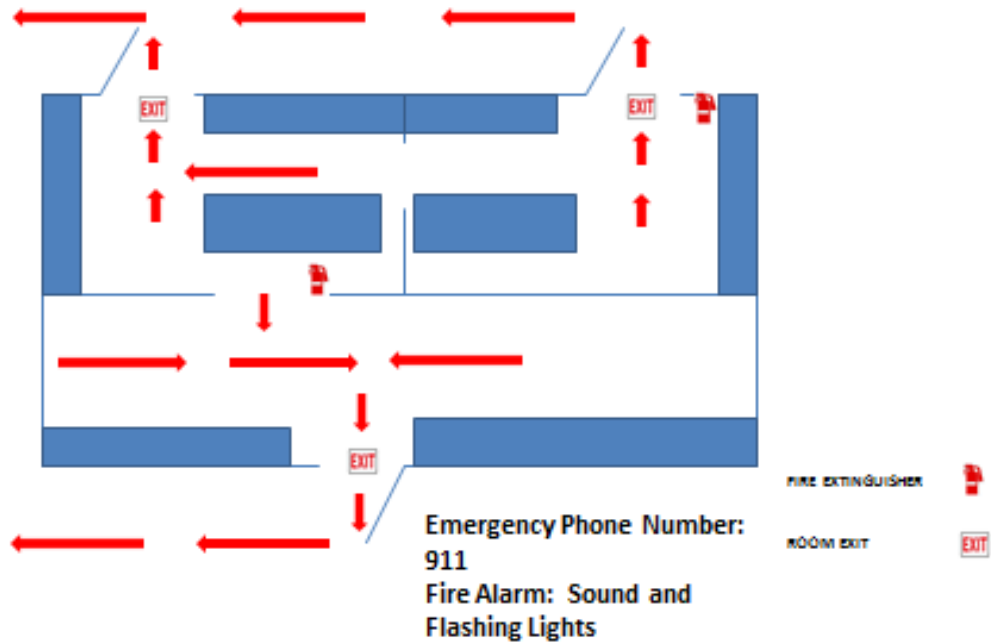 EXIT
EXIT
EXIT
Emergency Phone Number:
911
Fire Alarm: Sound and
Flashing Lights
FIRE EXTINGUISHER
ROOM EXIT
EXIT